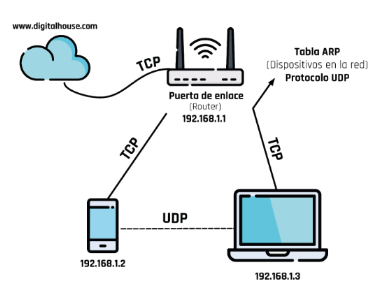 www.digitalhouse.com
TCP
Tabla ARP
(Dispositivos en la red)
Protocolo UDP
Puerta de enlace
(Router)
192.168.1.1
TCP
TCP
UDP
192.168.1.2
192.168.1.3